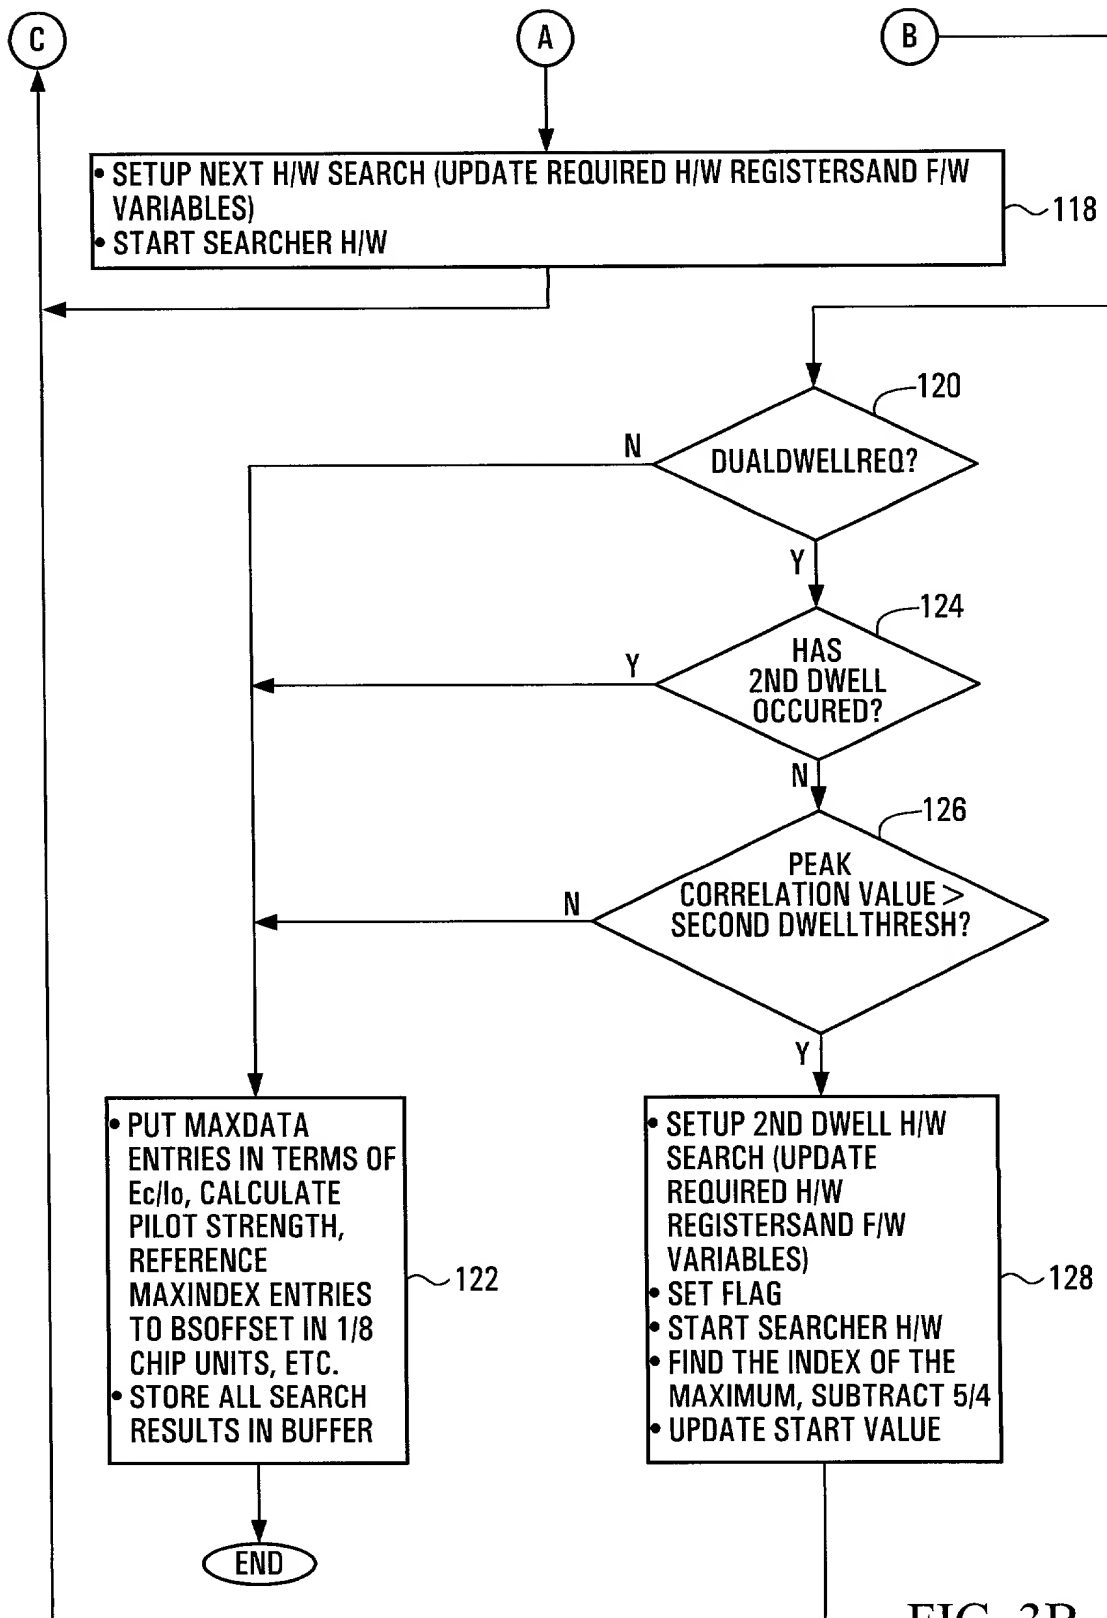 C
A
B
• SETUP NEXT H/W SEARCH (UPDATE REQUIRED H/W REGISTERSAND F/W
VARIABLES)
• START SEARCHER H/W
118
120
DUALDWELLREQ?
N
Y
124
HAS
2ND DWELL
OCCURED?
Y
N
126
PEAK
CORRELATION VALUE >
SECOND DWELLTHRESH?
N
Y
• PUT MAXDATA
ENTRIES IN TERMS OF
Ec/Io, CALCULATE
PILOT STRENGTH,
REFERENCE
MAXINDEX ENTRIES
TO BSOFFSET IN 1/8
CHIP UNITS, ETC.
• STORE ALL SEARCH
RESULTS IN BUFFER
122
• SETUP 2ND DWELL H/W
SEARCH (UPDATE
REQUIRED H/W
REGISTERSAND F/W
VARIABLES)
• SET FLAG
• START SEARCHER H/W
• FIND THE INDEX OF THE
MAXIMUM, SUBTRACT 5/4
• UPDATE START VALUE
128
END
FIG. 3B